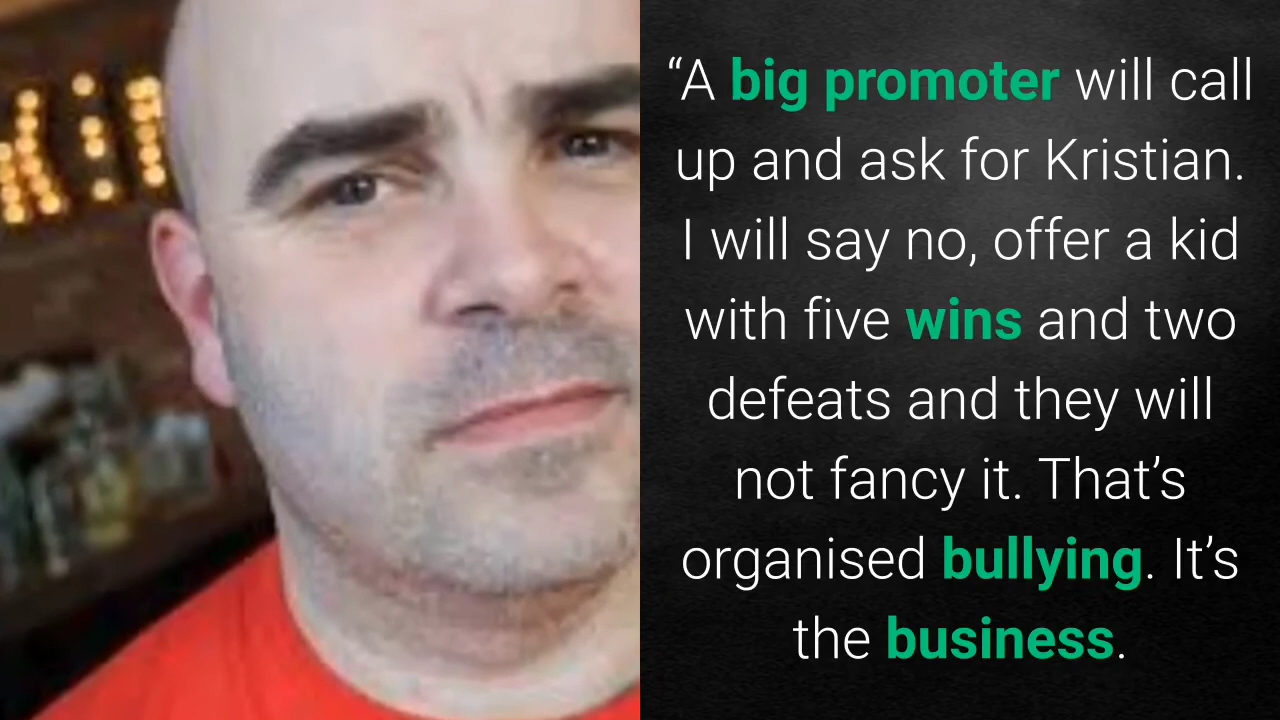 “A big promoter will call
up and ask for Kristian.
I will say no, offer a kid
with five wins and two
defeats and they will
not fancy it. That’s
organised bullying. It’s
the business.